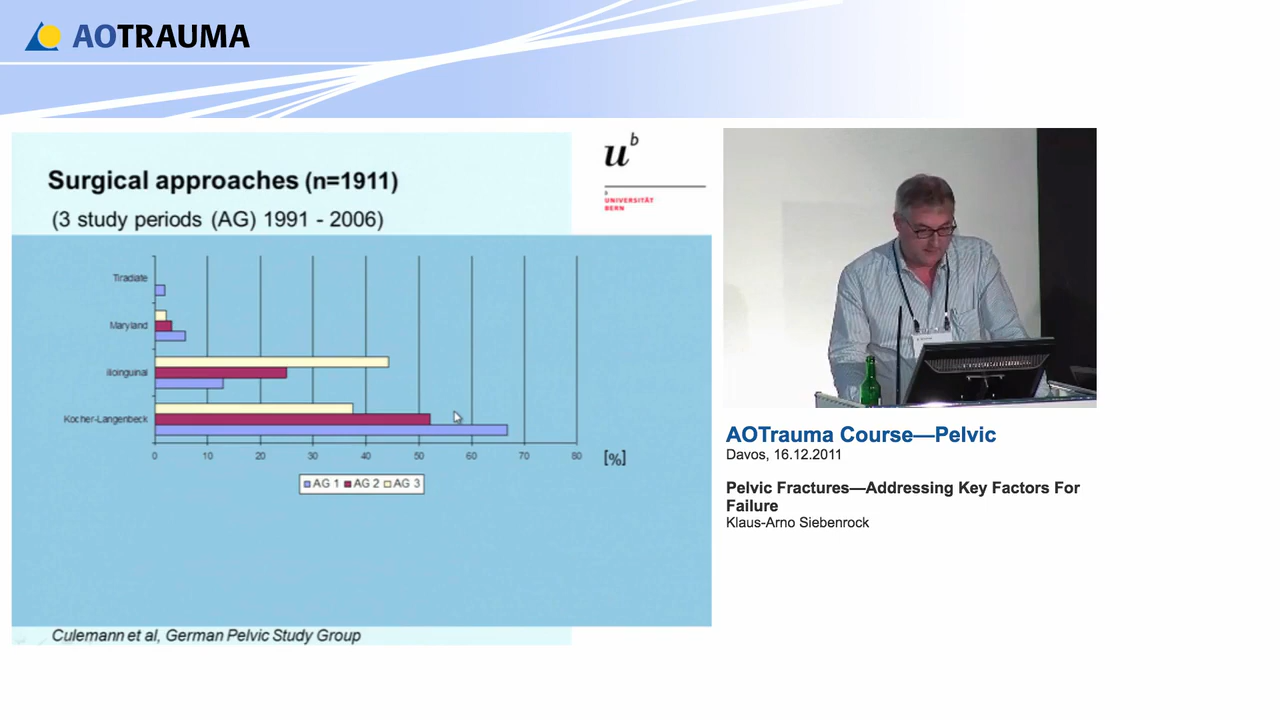 AOTRAUMA
Surgical approaches (n=1911)
(3 study periods (AG) 1991 - 2006)
u b
b
UNIVERSITÄT
BERN
Tiradiate
Maryland
ilioinguinal
Kocher-Langenbeck
0 10 20 30 40 50 60 70 80 [%]
AG 1 AG 2 AG 3
Culemann et al, German Pelvic Study Group
AOTrauma Course—Pelvic
Davos, 16.12.2011
Pelvic Fractures—Addressing Key Factors For
Failure
Klaus-Arno Siebenrock